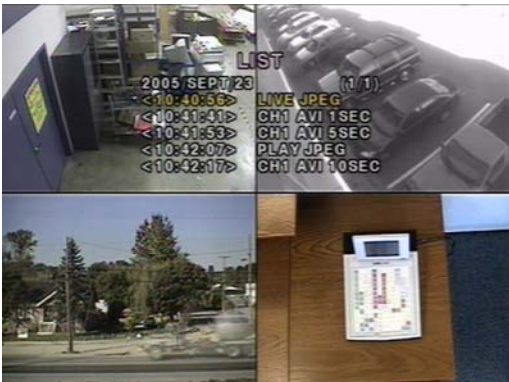 LIST
2005/SEPT/23 (1/1)
<10:40:56> LIVE JPEG
<10:41:41> CH1 AVI 1SEC
<10:41:53> CH1 AVI 5SEC
<10:42:07> PLAY JPEG
<10:42:17> CH1 AVI 10SEC